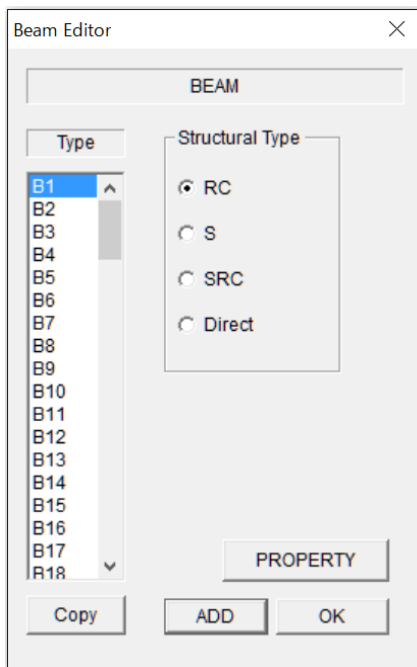 Beam Editor
BEAM
Type
Structural Type
B1
B2
B3
B4
B5
B6
B7
B8
B9
B10
B11
B12
B13
B14
B15
B16
B17
B18
RC
S
SRC
Direct
PROPERTY
Copy
ADD
OK